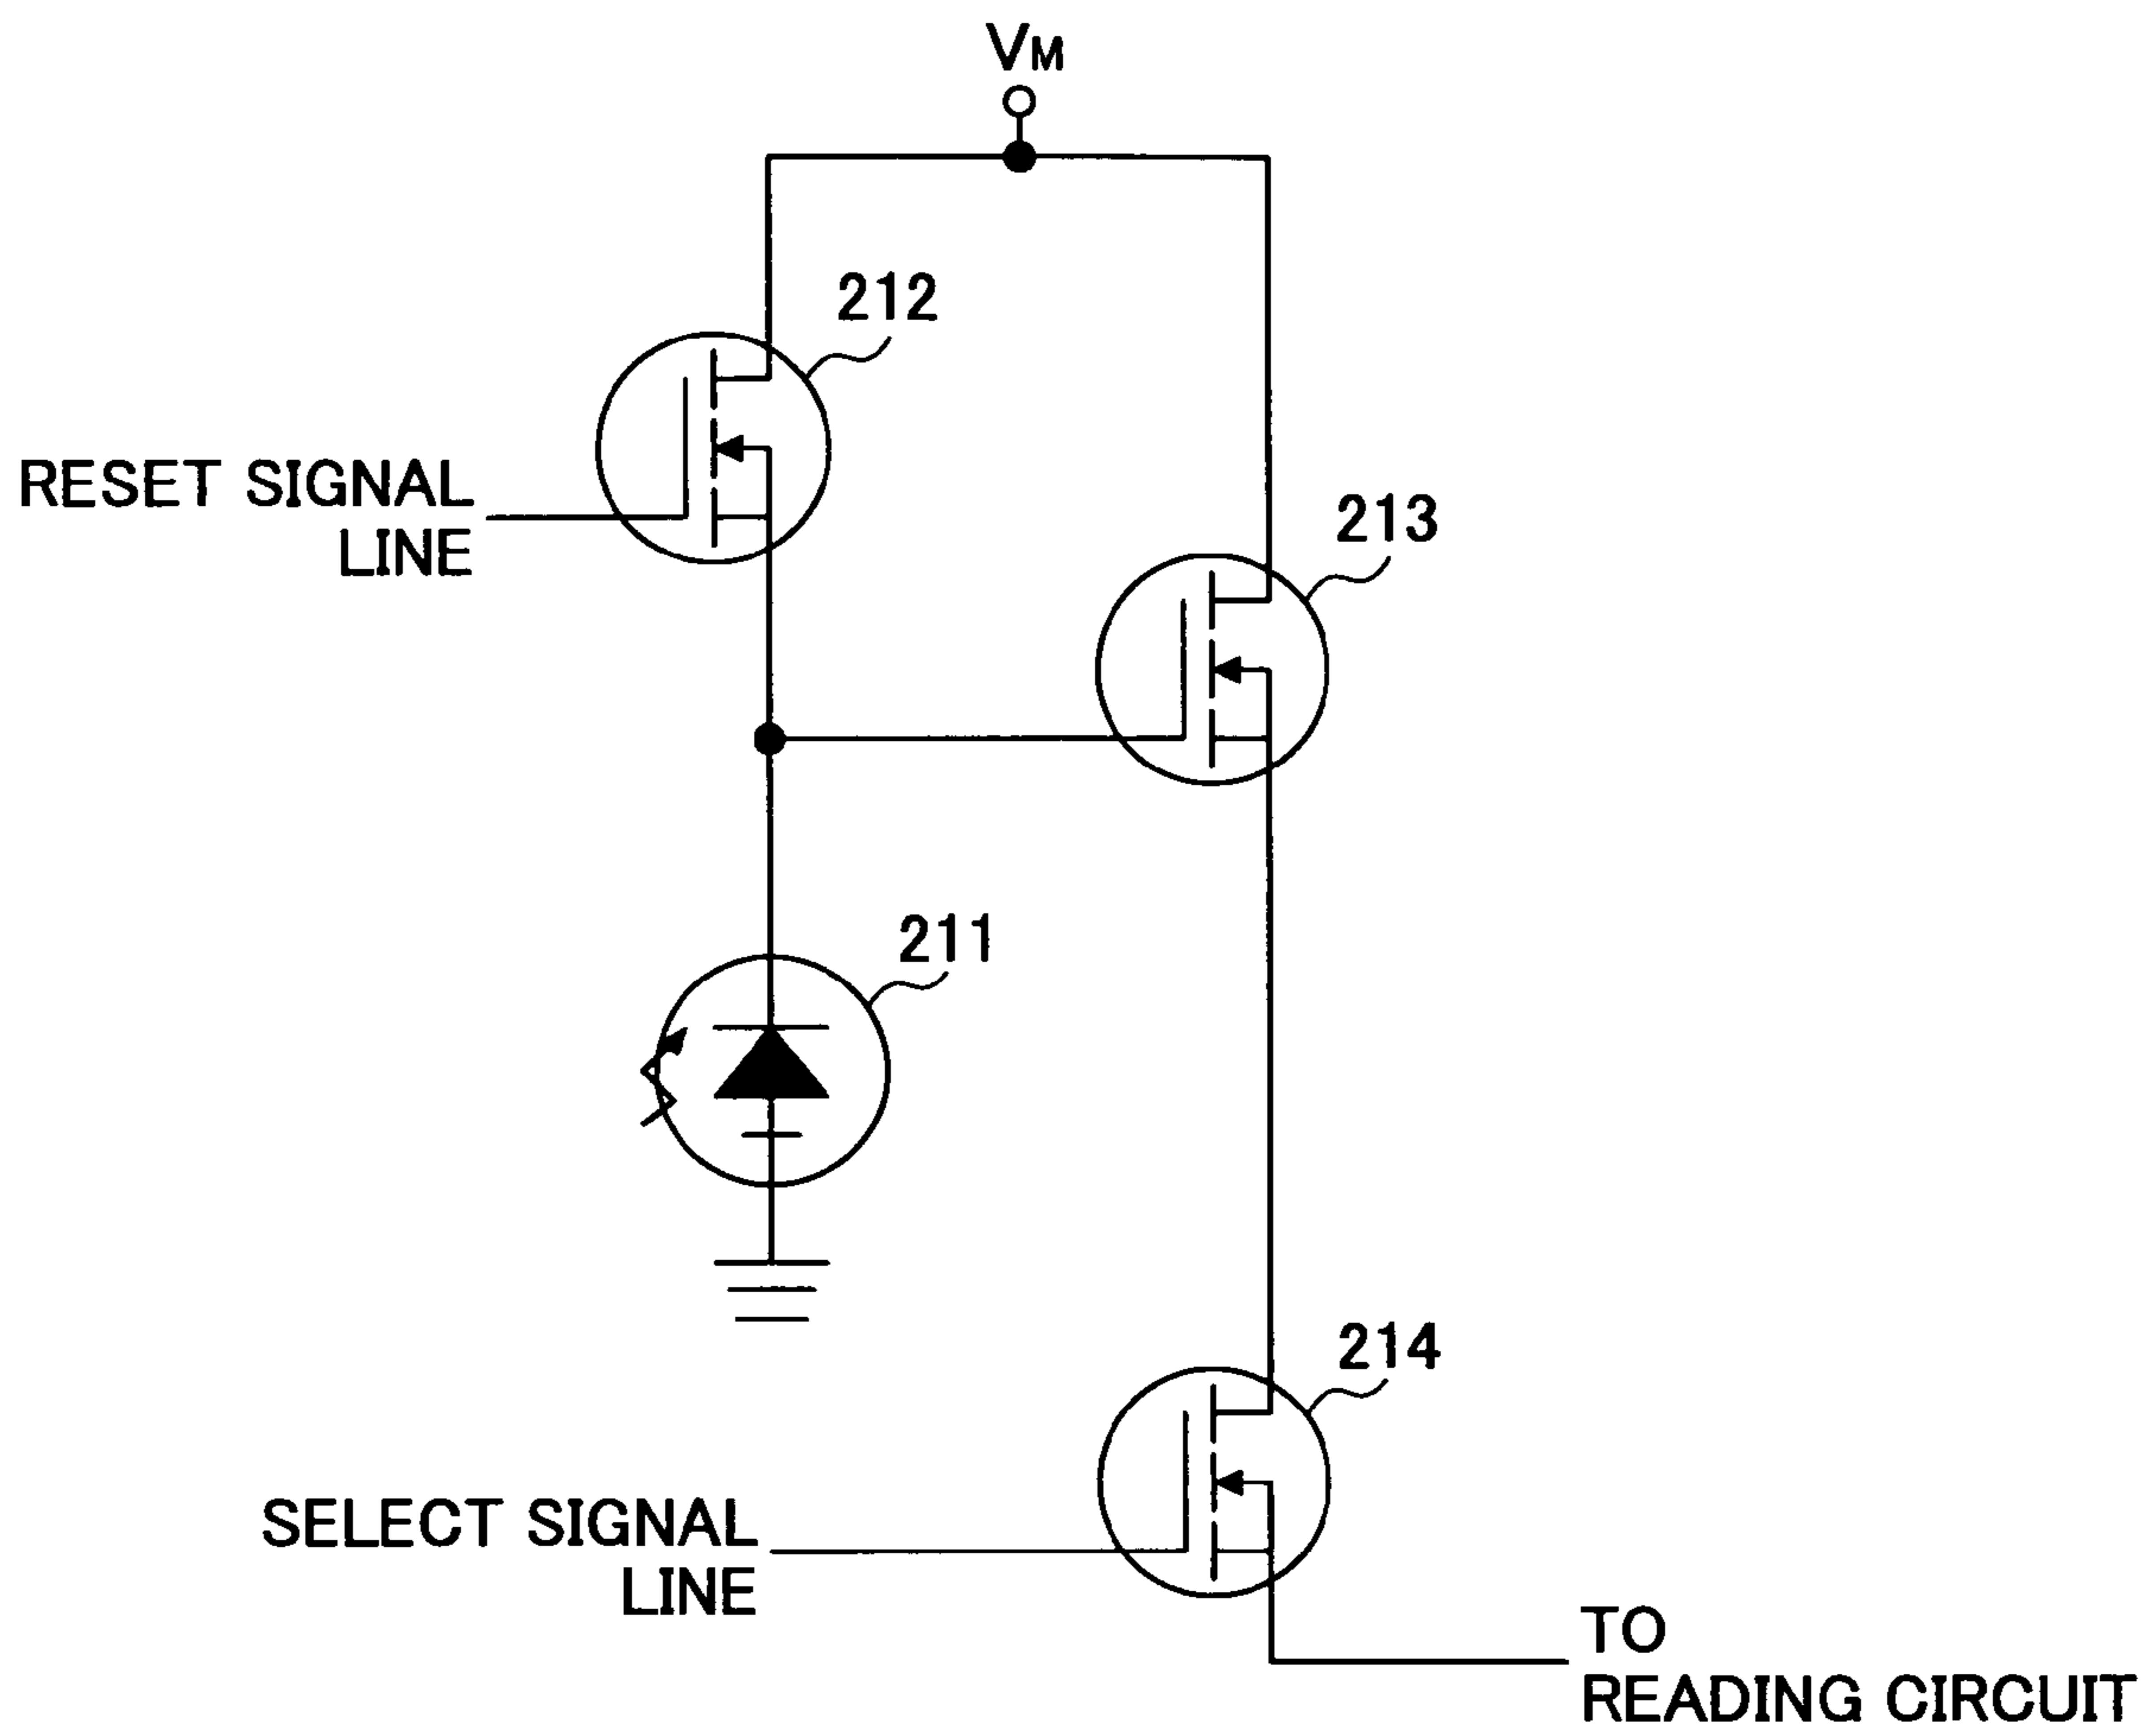 VM
212
RESET SIGNAL
LINE
213
211
214
SELECT SIGNAL
LINE
TO
READING CIRCUIT